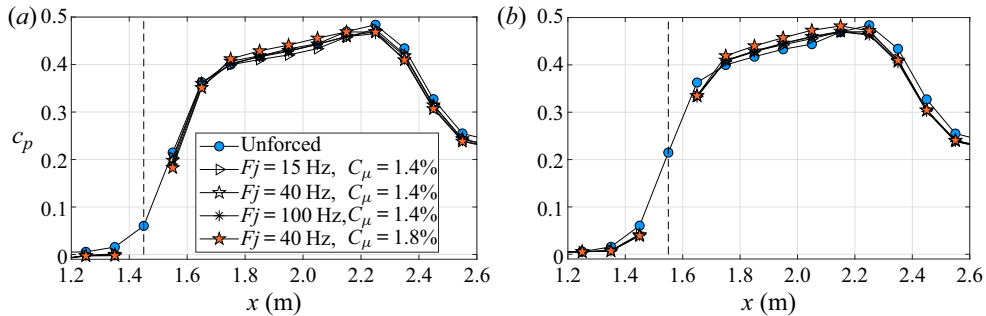 (a)
(b)
0.5
0.4
0.3
0.2
0.1
0
c_p
Unforced
Fj = 15 Hz, C_μ = 1.4%
Fj = 40 Hz, C_μ = 1.4%
Fj = 100 Hz, C_μ = 1.4%
Fj = 40 Hz, C_μ = 1.8%
1.2 1.4 1.6 1.8 2.0 2.2 2.4 2.6
x (m)
0.5
0.4
0.3
0.2
0.1
0
1.2 1.4 1.6 1.8 2.0 2.2 2.4 2.6
x (m)